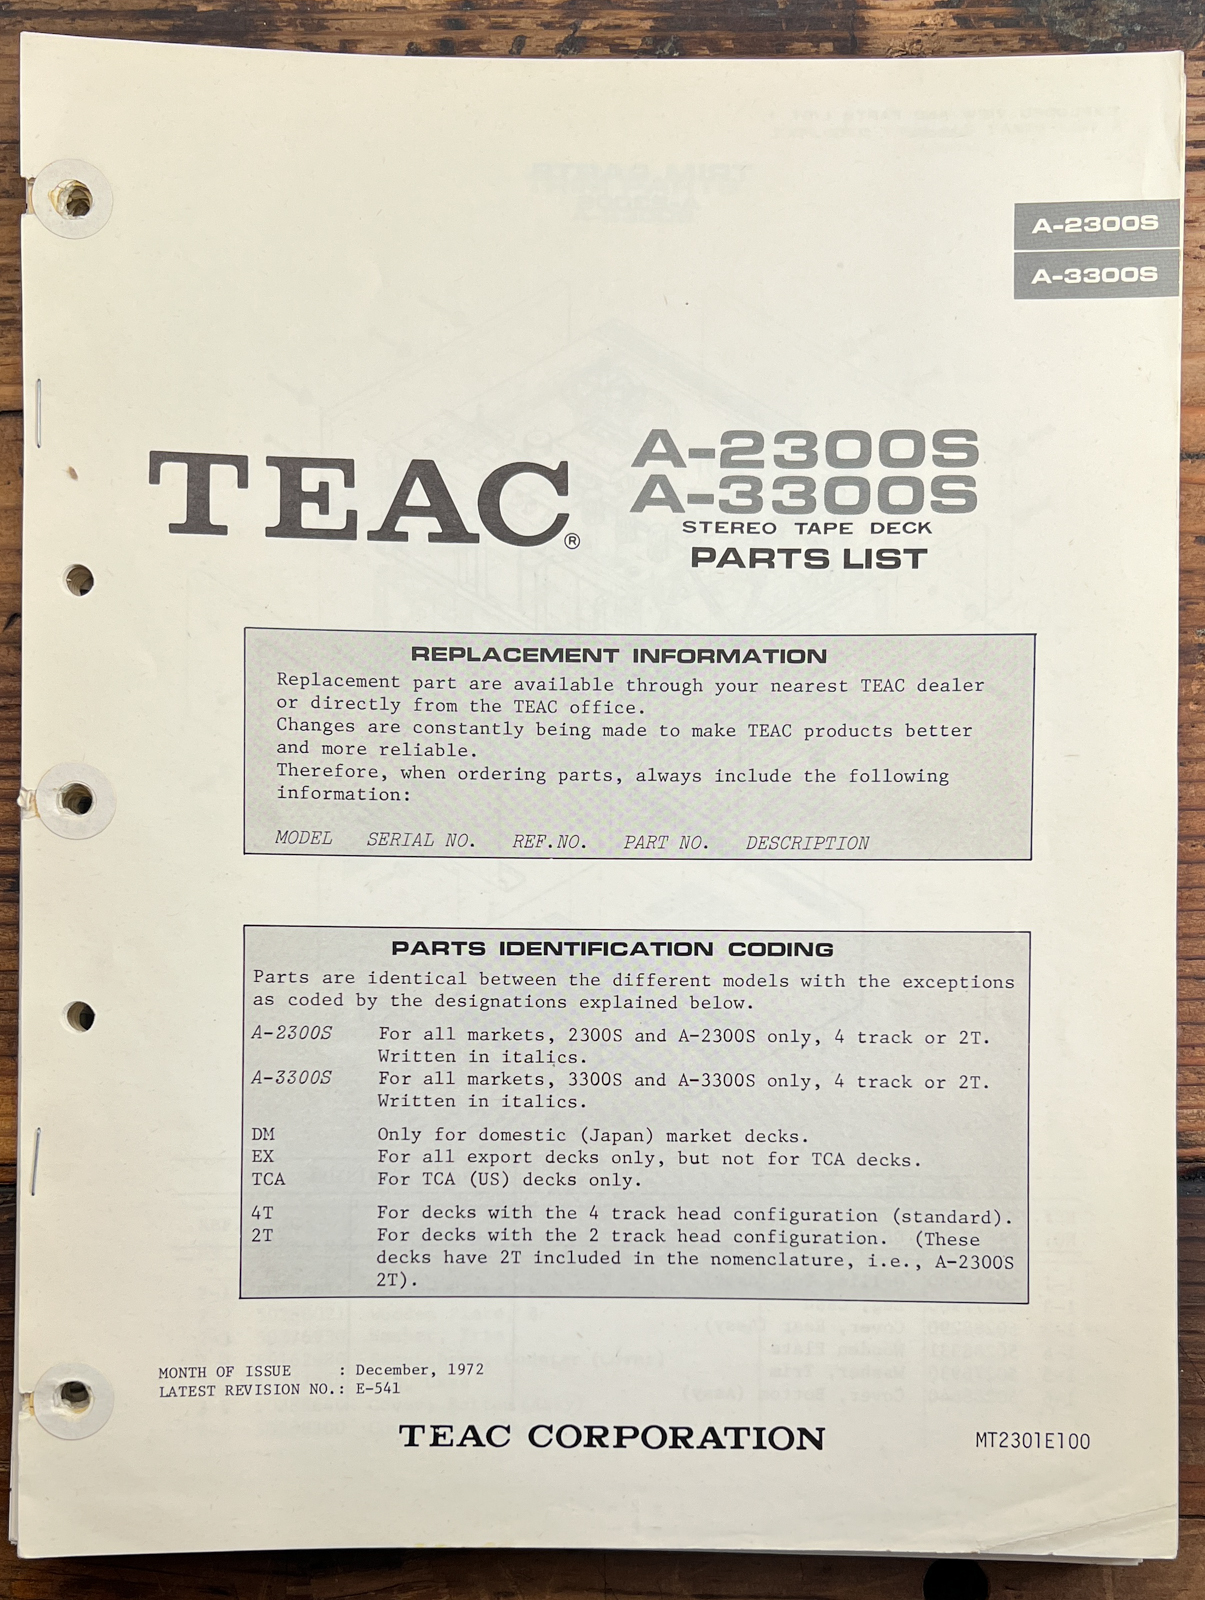 A-2300S
A-3300S
TEAC®
A-2300S
A-3300S
STEREO TAPE DECK
PARTS LIST
REPLACEMENT INFORMATION
Replacement part are available through your nearest TEAC dealer
or directly from the TEAC office.
Changes are constantly being made to make TEAC products better
and more reliable.
Therefore, when ordering parts, always include the following
information:
MODEL SERIAL NO. REF.NO. PART NO. DESCRIPTION
PARTS IDENTIFICATION CODING
Parts are identical between the different models with the exceptions
as coded by the designations explained below.
A-2300S For all markets, 2300S and A-2300S only, 4 track or 2T.
Written in italics.
A-3300S For all markets, 3300S and A-3300S only, 4 track or 2T.
Written in italics.
DM Only for domestic (Japan) market decks.
EX For all export decks only, but not for TCA decks.
TCA For TCA (US) decks only.
4T For decks with the 4 track head configuration (standard).
2T For decks with the 2 track head configuration. (These
decks have 2T included in the nomenclature, i.e., A-2300S
2T).
MONTH OF ISSUE : December, 1972
LATEST REVISION NO.: E-541
TEAC CORPORATION
MT2301E100